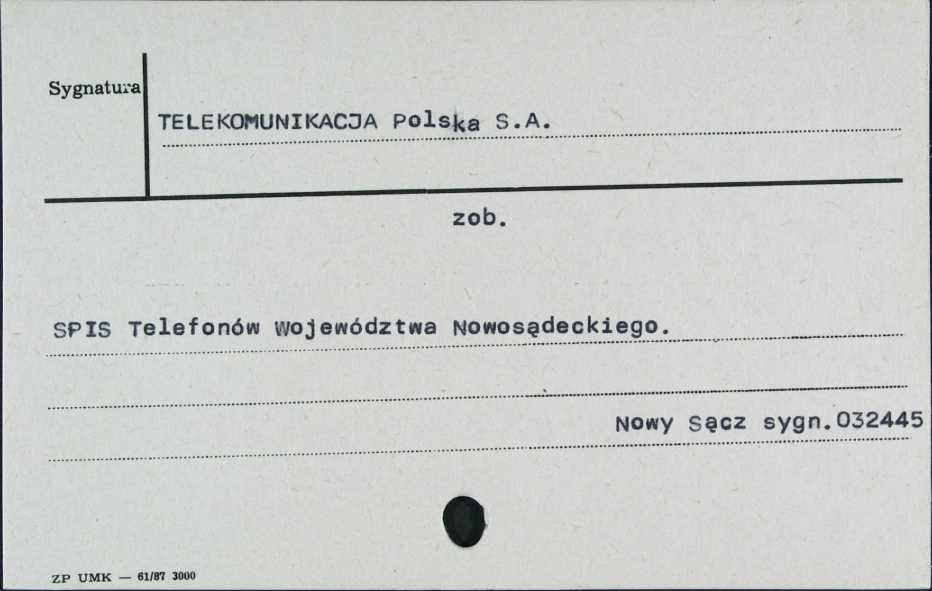 Sygnatura
TELEKOMUNIKACJA Polska S.A.
zob.
SPIS Telefonów Województwa Nowosądeckiego.
Nowy Sącz sygn.032445
ZP UMK — 61/87 3000